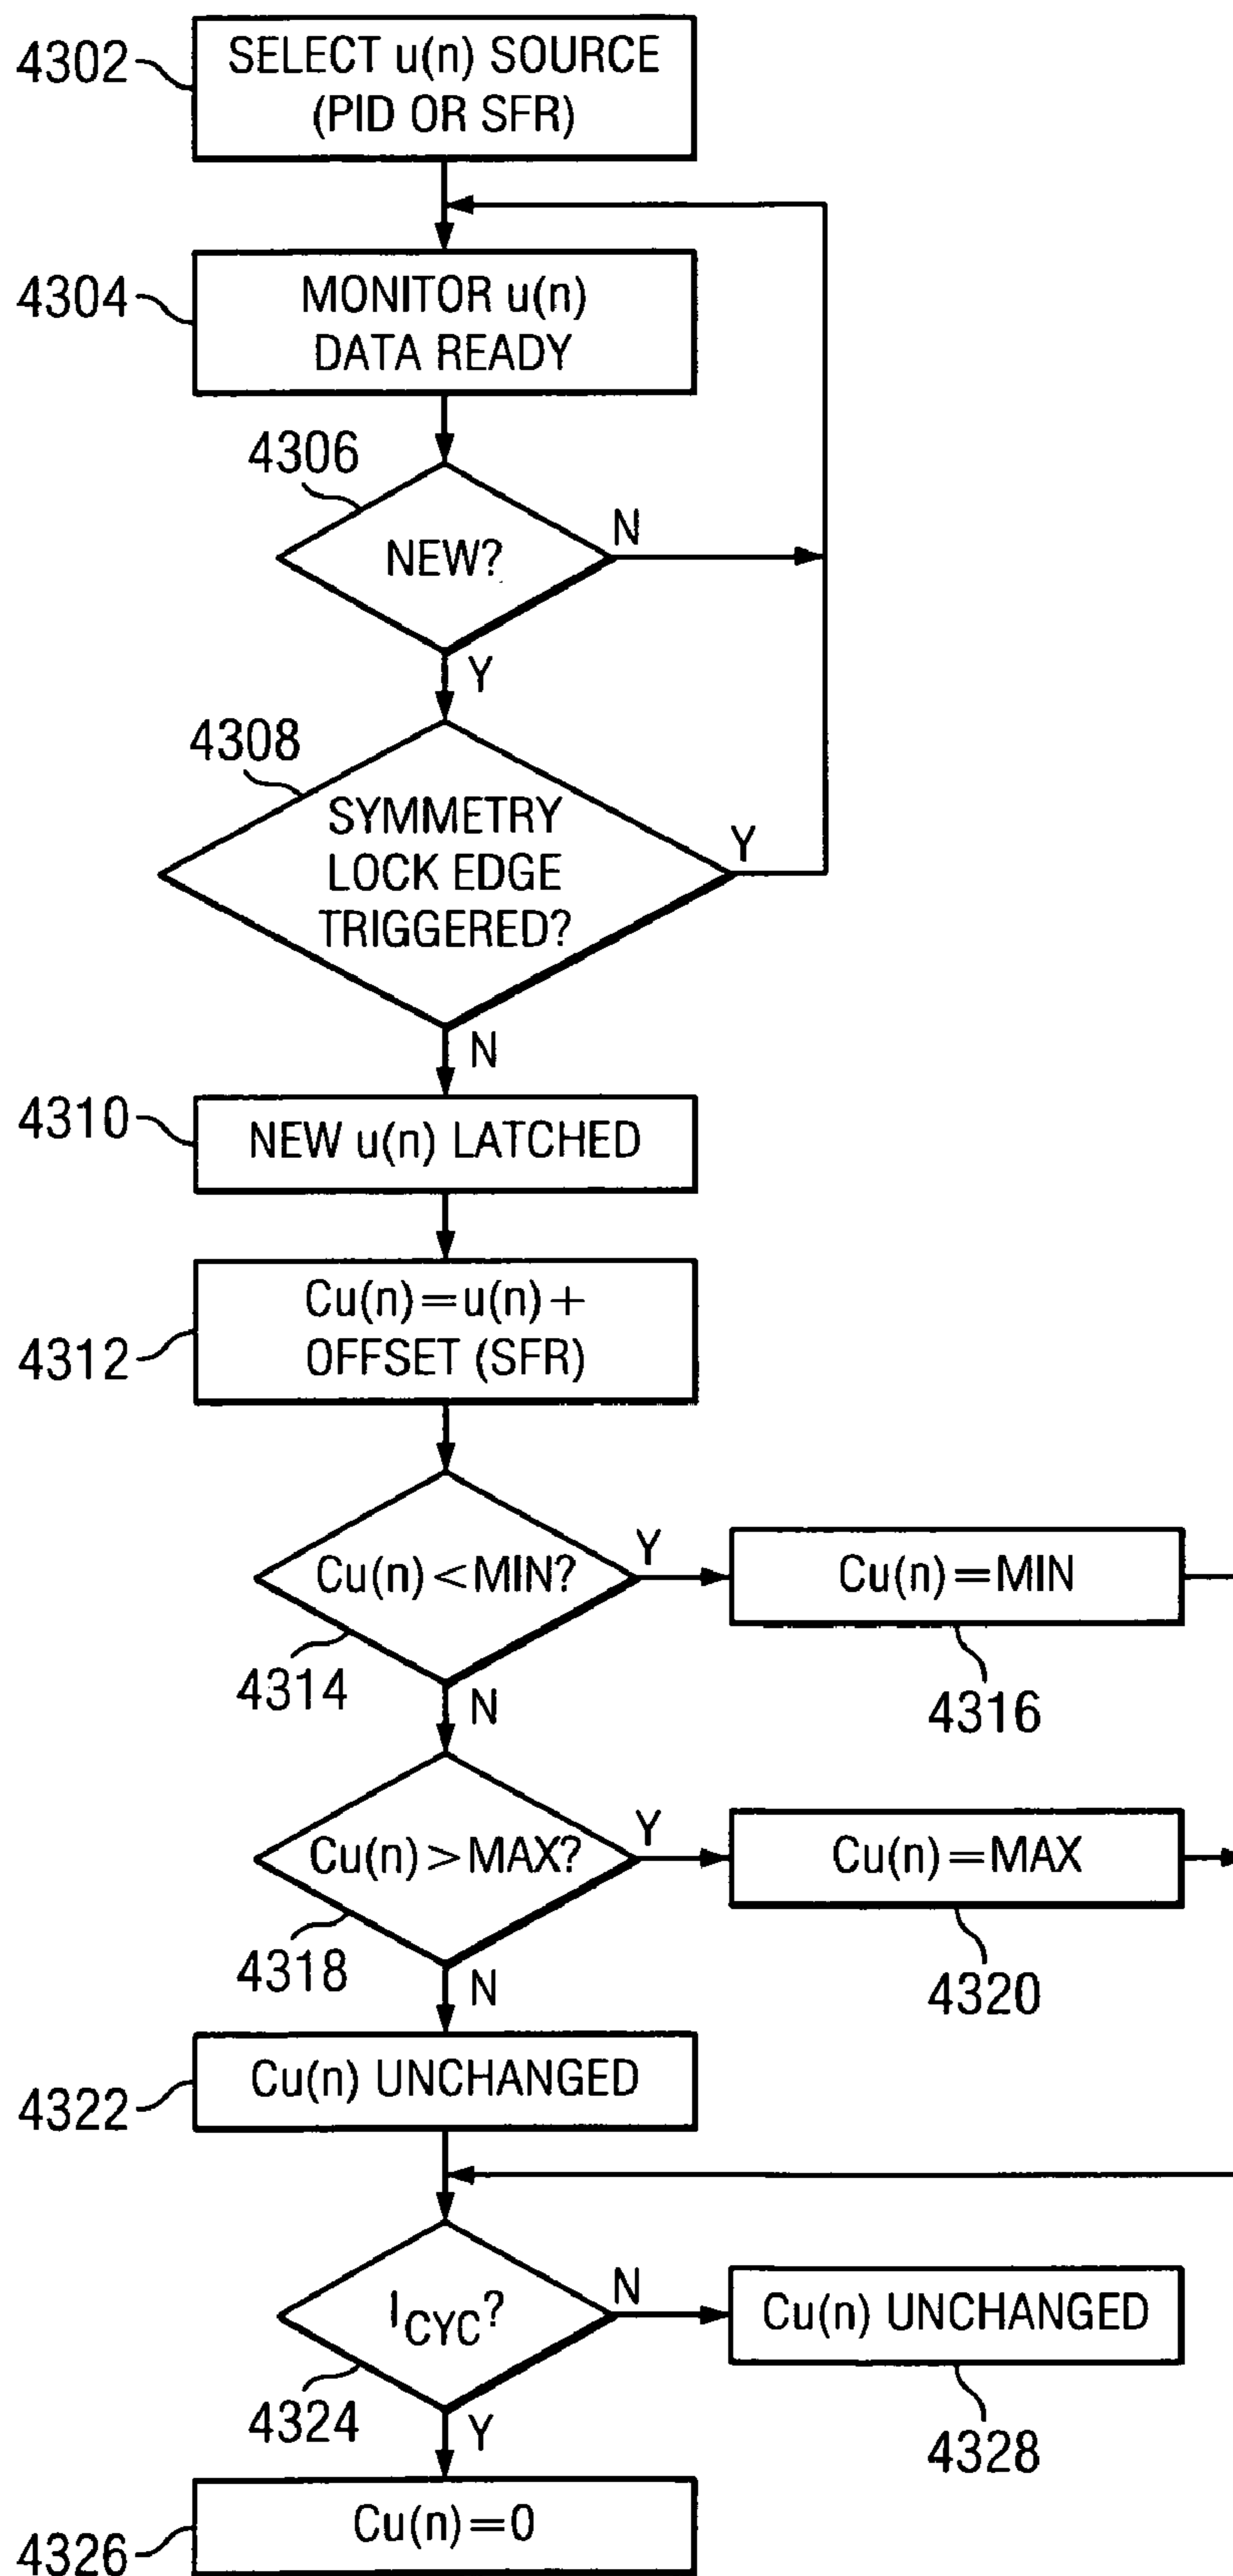 4302
SELECT u(n) SOURCE
(PID OR SFR)
4304
MONITOR u(n)
DATA READY
4306
NEW?
N
Y
4308
SYMMETRY
LOCK EDGE
TRIGGERED?
Y
N
4310
NEW u(n) LATCHED
4312
Cu(n)=u(n)+
OFFSET (SFR)
Cu(n)<MIN?
Y
Cu(n)=MIN
4314
N
4316
Cu(n)>MAX?
Y
Cu(n)=MAX
4318
N
4320
Cu(n) UNCHANGED
4322
ICYC?
N
Cu(n) UNCHANGED
4324
Y
4328
Cu(n)=0
4326